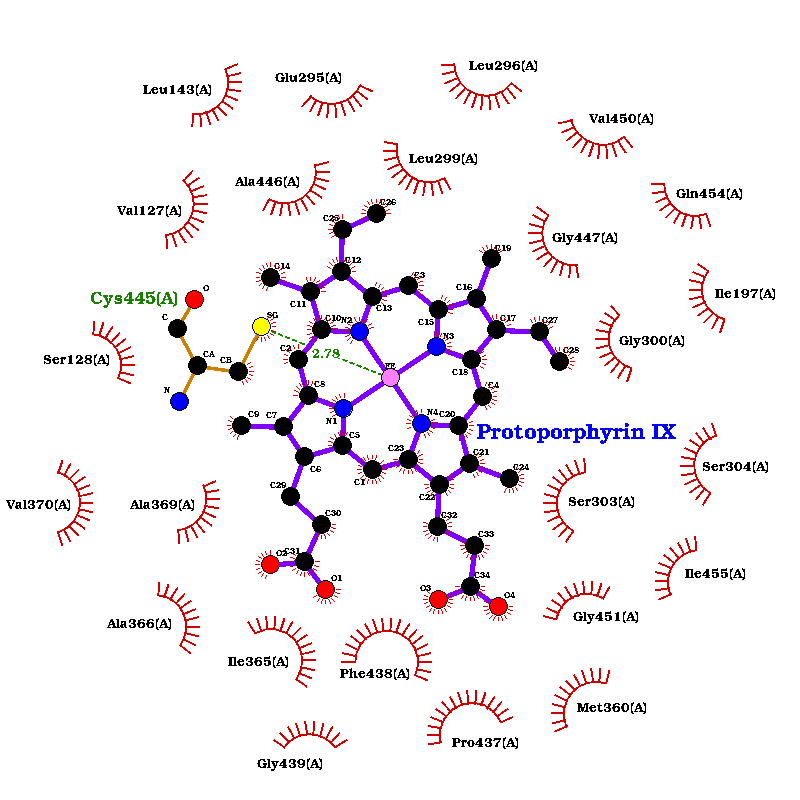 Leu296(A)
Glu295(A)
Leu143(A)
Val450(A)
Leu299(A)
Ala446(A)
Gln454(A)
C26
Val127(A)
C25
Gly447(A)
C19
C12
C14
C3
Ile197(A)
Cys445(A)
O
C11
C13
C16
C
SG
C10
N2
C15
C17
C27
N3
Gly300(A)
C2
2.79
C28
Ser128(A)
CA
CB
FE
C18
N
C8
C4
C9
C7
N1
N4
C20
Protoporphyrin IX
C5
C23
C6
C1
C21
C24
Ser304(A)
C29
C22
Val370(A)
Ala369(A)
C30
C32
Ser303(A)
C33
C31
O2
O1
C34
Ile455(A)
O3
O4
Gly451(A)
Ala366(A)
Ile365(A)
Phe438(A)
Met360(A)
Pro437(A)
Gly439(A)